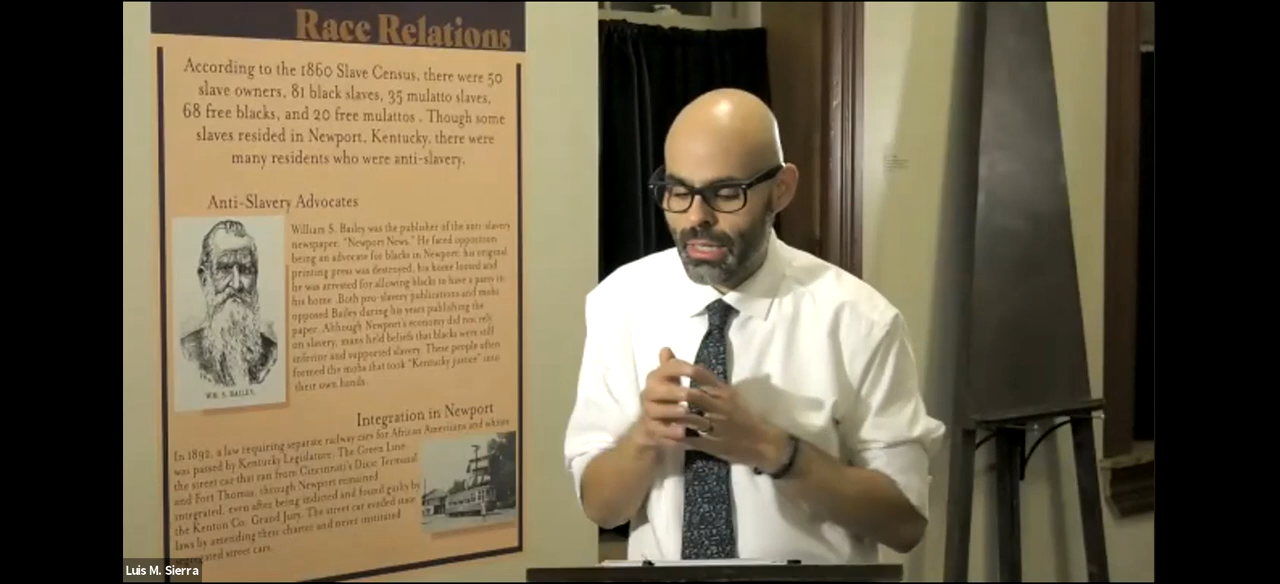 Race Relations
According to the 1860 Slave Census, there were 50
slave owners, 81 black slaves, 35 mulatto slaves,
68 free blacks, and 20 free mulattos . Though some
slaves resided in Newport, Kentucky, there were
many residents who were anti-slavery.
Anti-Slavery Advocates
William S. Bailey was the publisher of the anti-slavery
newspaper, "Newport News." He faced opposition
being an advocate for blacks in Newport; his original
printing press was destroyed, his home looted and
he was arrested for allowing blacks to have a party in
his home .Both pro-slavery publications and mobs
opposed Bailey during his years publishing the
paper. Although Newport's economy did not rely
on slavery, many held beliefs that blacks were still
inferior and supported slavery. These people often
formed the mobs that took "Kentucky justice" into
their own hands.
WM. S. BAILEY.
Integration in Newport
In 1892, a law requiring separate railway cars for African Americans and whites
was passed by Kentucky Legislature. The Green Line
the street car that ran from Cincinnati's Dixie Terminal
and Fort Thomas, through Newport remained
integrated, even after being indicted and found guilty by
the Kenton Co. Grand Jury. The street car evaded state
laws by amending their charter and never instituted
street cars.
Luis M. Sierra